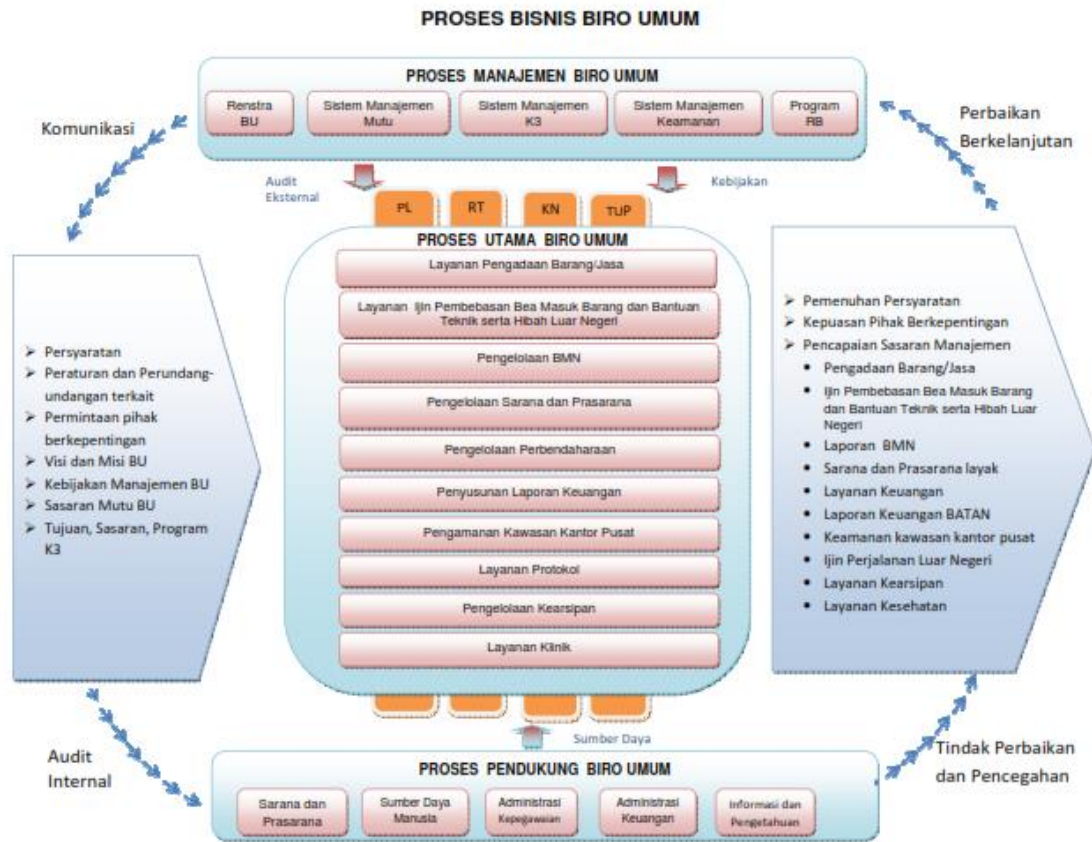 PROSES BISNIS BIRO UMUM
PROSES MANAJEMEN BIRO UMUM
Renstra
BU
Sistem Manajemen
Mutu
Sistem Manajemen
K3
Sistem Manajemen
Keamanan
Program
RB
Komunikasi
Perbaikan
Berkelanjutan
Audit
Eksternal
Kebijakan
PL
RT
KN
TUP
PROSES UTAMA BIRO UMUM
Layanan Pengadaan Barang/Jasa
Layanan Ijin Pembebasan Bea Masuk Barang dan Bantuan
Teknik serta Hibah Luar Negeri
Pengelolaan BMN
Pengelolaan Sarana dan Prasarana
Pengelolaan Perbendaharaan
Penyusunan Laporan Keuangan
Pengamanan Kawasan Kantor Pusat
Layanan Protokol
Pengelolaan Kearsipan
Layanan Klinik
➢ Persyaratan
➢ Peraturan dan Perundang-
undangan terkait
➢ Permintaan pihak
berkepentingan
➢ Visi dan Misi BU
➢ Kebijakan Manajemen BU
➢ Sasaran Mutu BU
➢ Tujuan, Sasaran, Program
K3
➢ Pemenuhan Persyaratan
➢ Kepuasan Pihak Berkepentingan
➢ Pencapaian Sasaran Manajemen
• Pengadaan Barang/Jasa
• Ijin Pembebasan Bea Masuk Barang
dan Bantuan Teknik serta Hibah Luar
Negeri
• Laporan BMN
• Sarana dan Prasarana layak
• Layanan Keuangan
• Laporan Keuangan BATAN
• Keamanan kawasan kantor pusat
• Ijin Perjalanan Luar Negeri
• Layanan Kearsipan
• Layanan Kesehatan
Audit
Internal
Sumber Daya
Tindak Perbaikan
dan Pencegahan
PROSES PENDUKUNG BIRO UMUM
Sarana dan
Prasarana
Sumber Daya
Manusia
Administrasi
Kepegawaian
Administrasi
Keuangan
Informasi dan
Pengetahuan